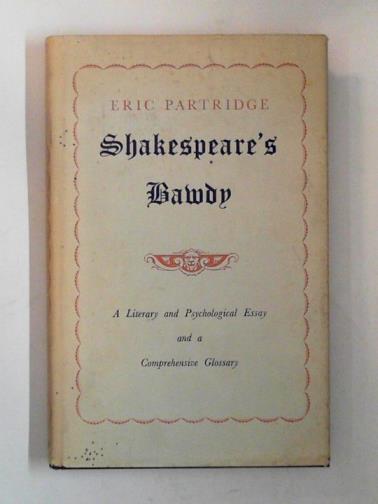 ERIC PARTRIDGE
Shakespeare's
Bawdy
A Literary and Psychological Essay
and a
Comprehensive Glossary